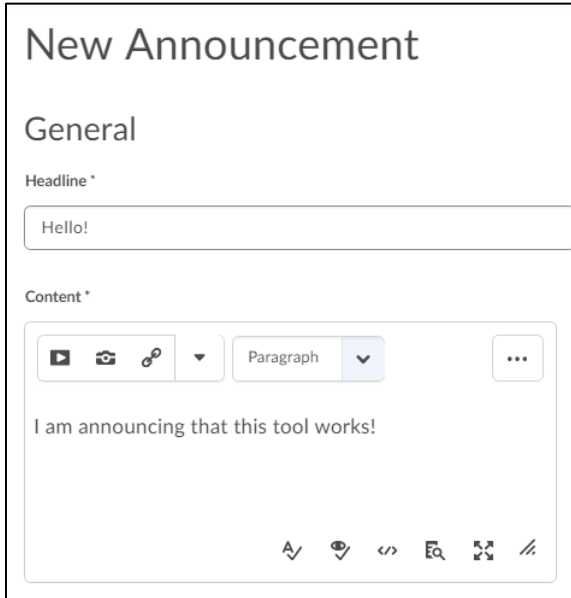 New Announcement
General
Headline *
Hello!
Content *
Paragraph
I am announcing that this tool works!